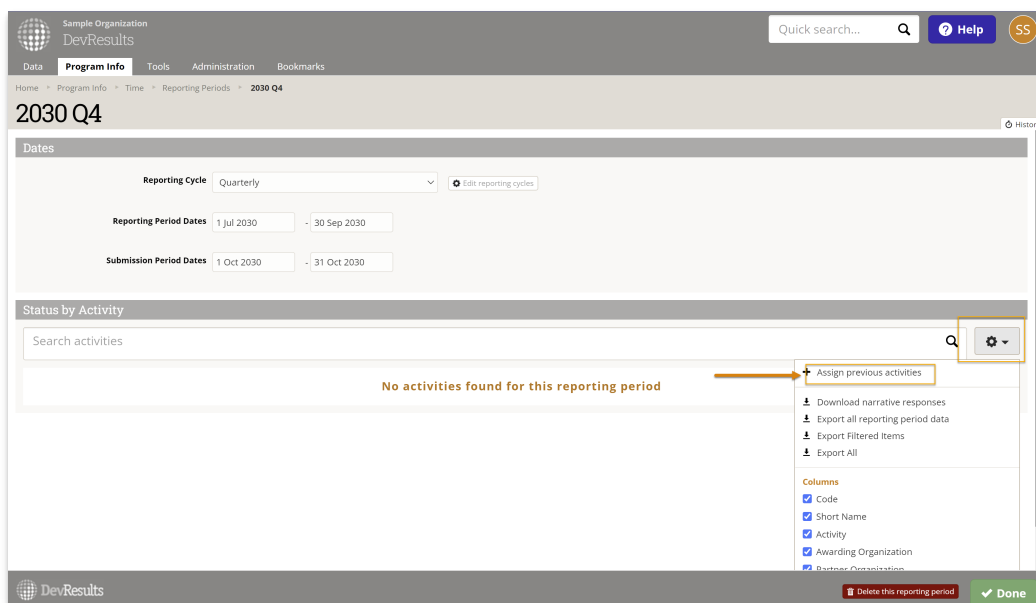 Sample Organization
DevResults
Quick search...
Help
SS
Data Program Info Tools Administration Bookmarks
Home > Program Info > Time > Reporting Periods > 2030 Q4
2030 Q4
Histor
Dates
Reporting Cycle Quarterly Edit reporting cycles
Reporting Period Dates 1 Jul 2030 - 30 Sep 2030
Submission Period Dates 1 Oct 2030 - 31 Oct 2030
Status by Activity
Search activities
No activities found for this reporting period
Assign previous activities
Download narrative responses
Export all reporting period data
Export Filtered Items
Export All
Columns
Code
Short Name
Activity
Awarding Organization
Partner Organization
DevResults
Delete this reporting period
Done